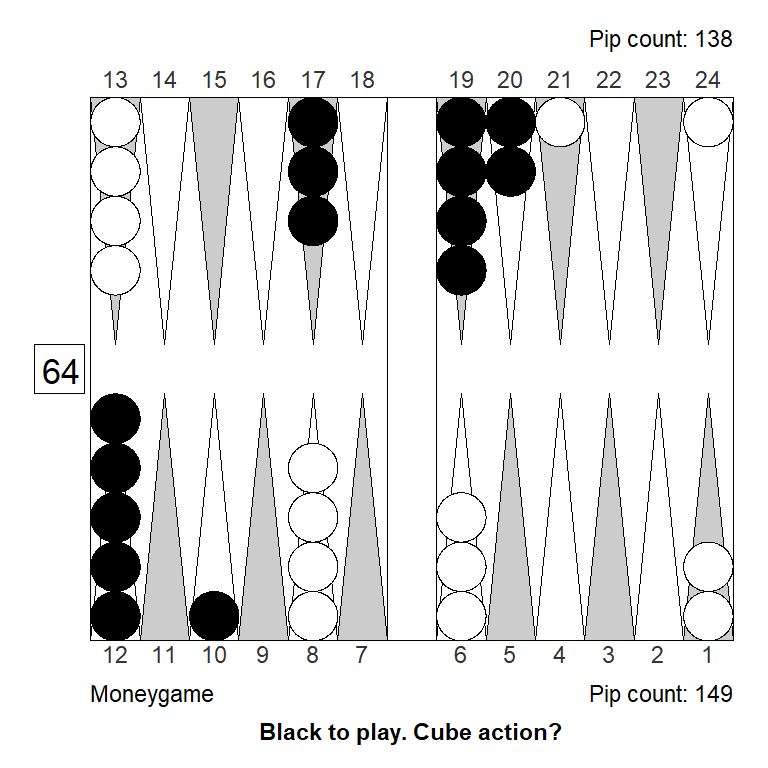 Pip count: 138
13 14 15 16 17 18 19 20 21 22 23 24
64
12 11 10 9 8 7 6 5 4 3 2 1
Moneygame Pip count: 149
Black to play. Cube action?